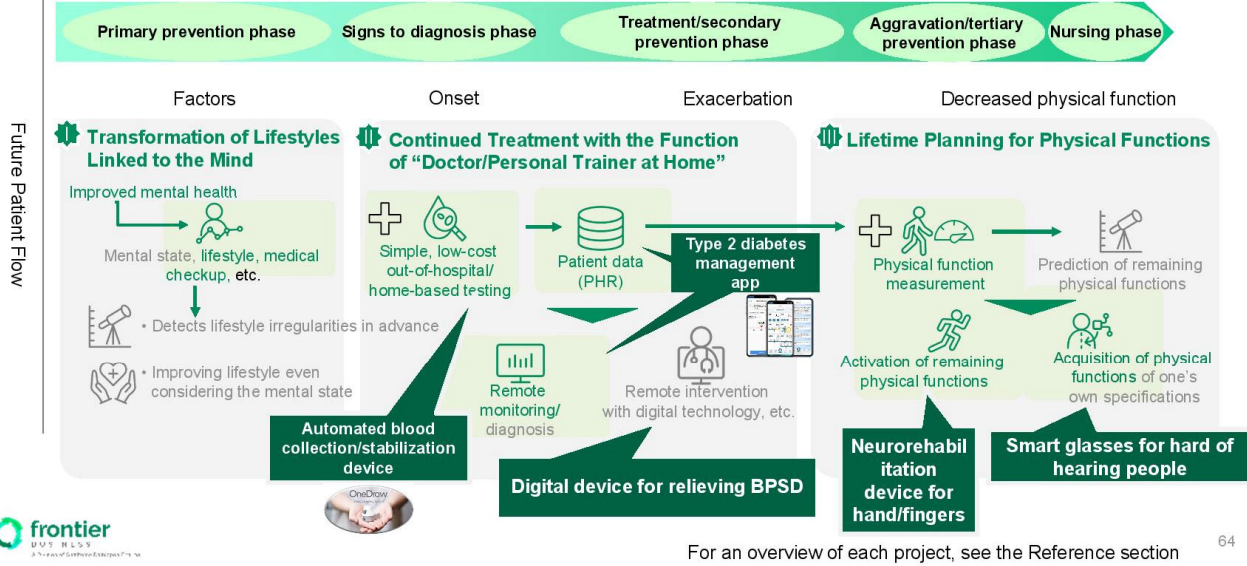 Primary prevention phase
Signs to diagnosis phase
Treatment/secondary
prevention phase
Aggravation/tertiary
prevention phase
Nursing phase
Future Patient Flow
Factors
Onset
Exacerbation
Decreased physical function
I
Transformation of Lifestyles
Linked to the Mind
Improved mental health
Mental state, lifestyle, medical
checkup, etc.
• Detects lifestyle irregularities in advance
• Improving lifestyle even
considering the mental state
II
Continued Treatment with the Function
of “Doctor/Personal Trainer at Home”
Simple, low-cost
out-of-hospital/
home-based testing
Patient data
(PHR)
Type 2 diabetes
management
app
Remote
monitoring/
diagnosis
Remote intervention
with digital technology, etc.
Automated blood
collection/stabilization
device
OneDraw
Digital device for relieving BPSD
III
Lifetime Planning for Physical Functions
Physical function
measurement
Prediction of remaining
physical functions
Activation of remaining
physical functions
Acquisition of physical
functions of one’s
own specifications
Neurorehabil
itation
device for
hand/fingers
Smart glasses for hard of
hearing people
frontier
BUSINESS
For an overview of each project, see the Reference section
64